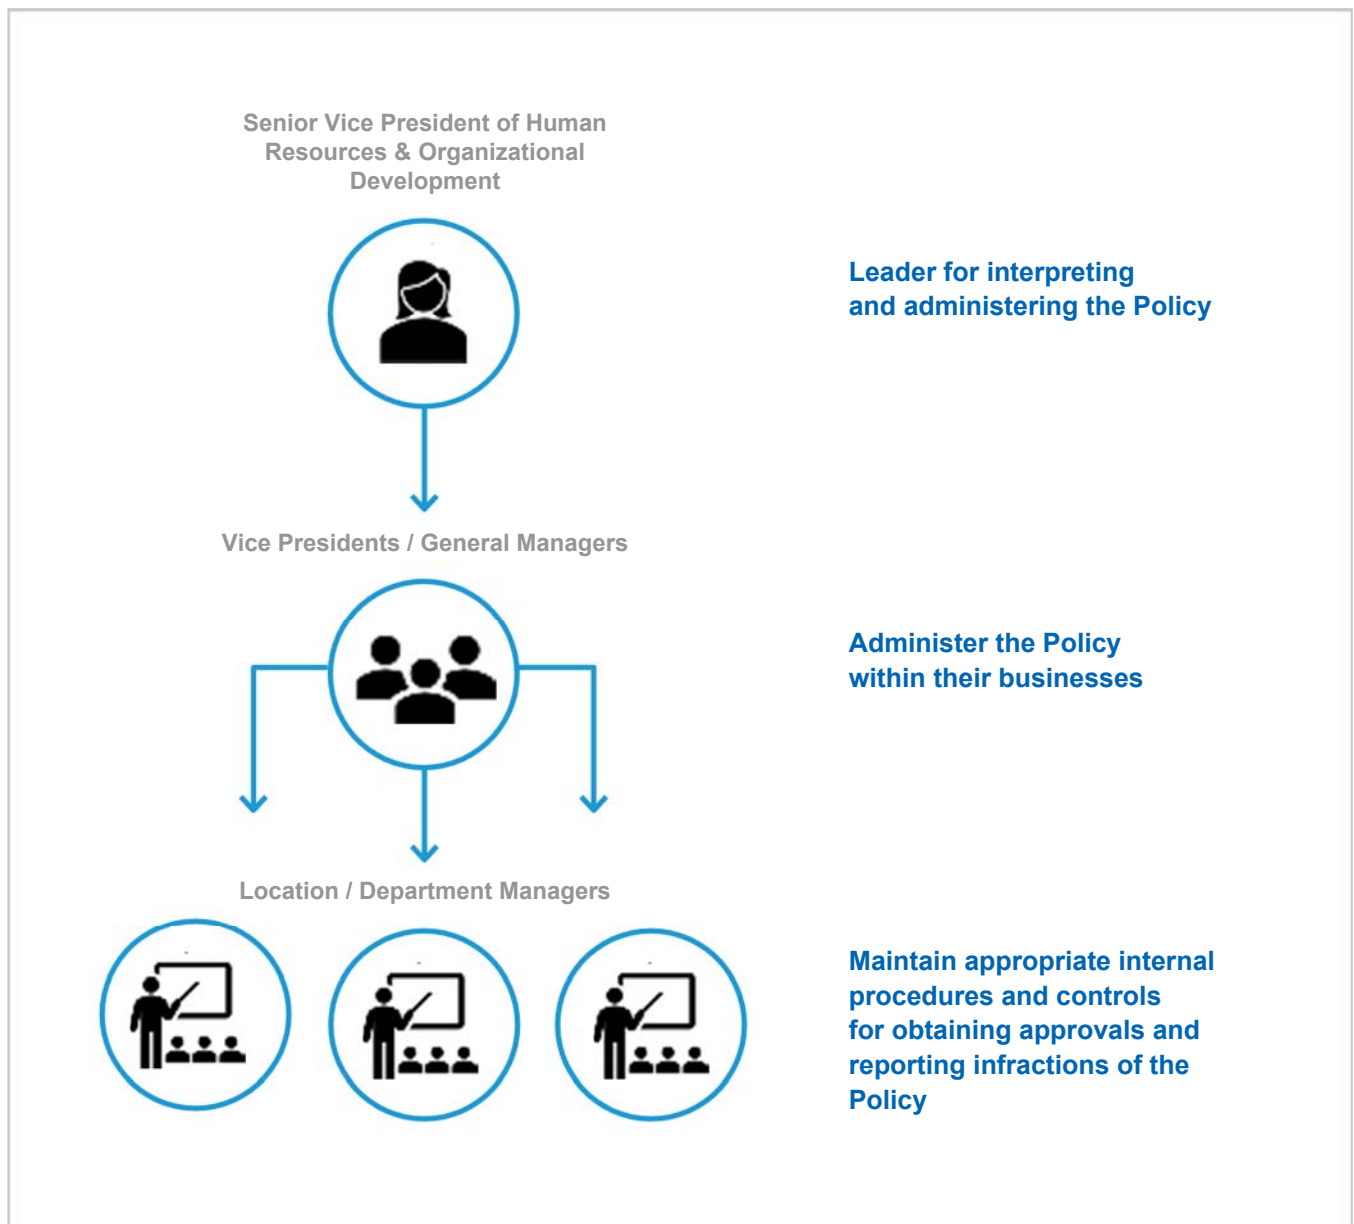 Senior Vice President of Human
Resources & Organizational
Development
Leader for interpreting
and administering the Policy
Vice Presidents / General Managers
Administer the Policy
within their businesses
Location / Department Managers
Maintain appropriate internal
procedures and controls
for obtaining approvals and
reporting infractions of the
Policy